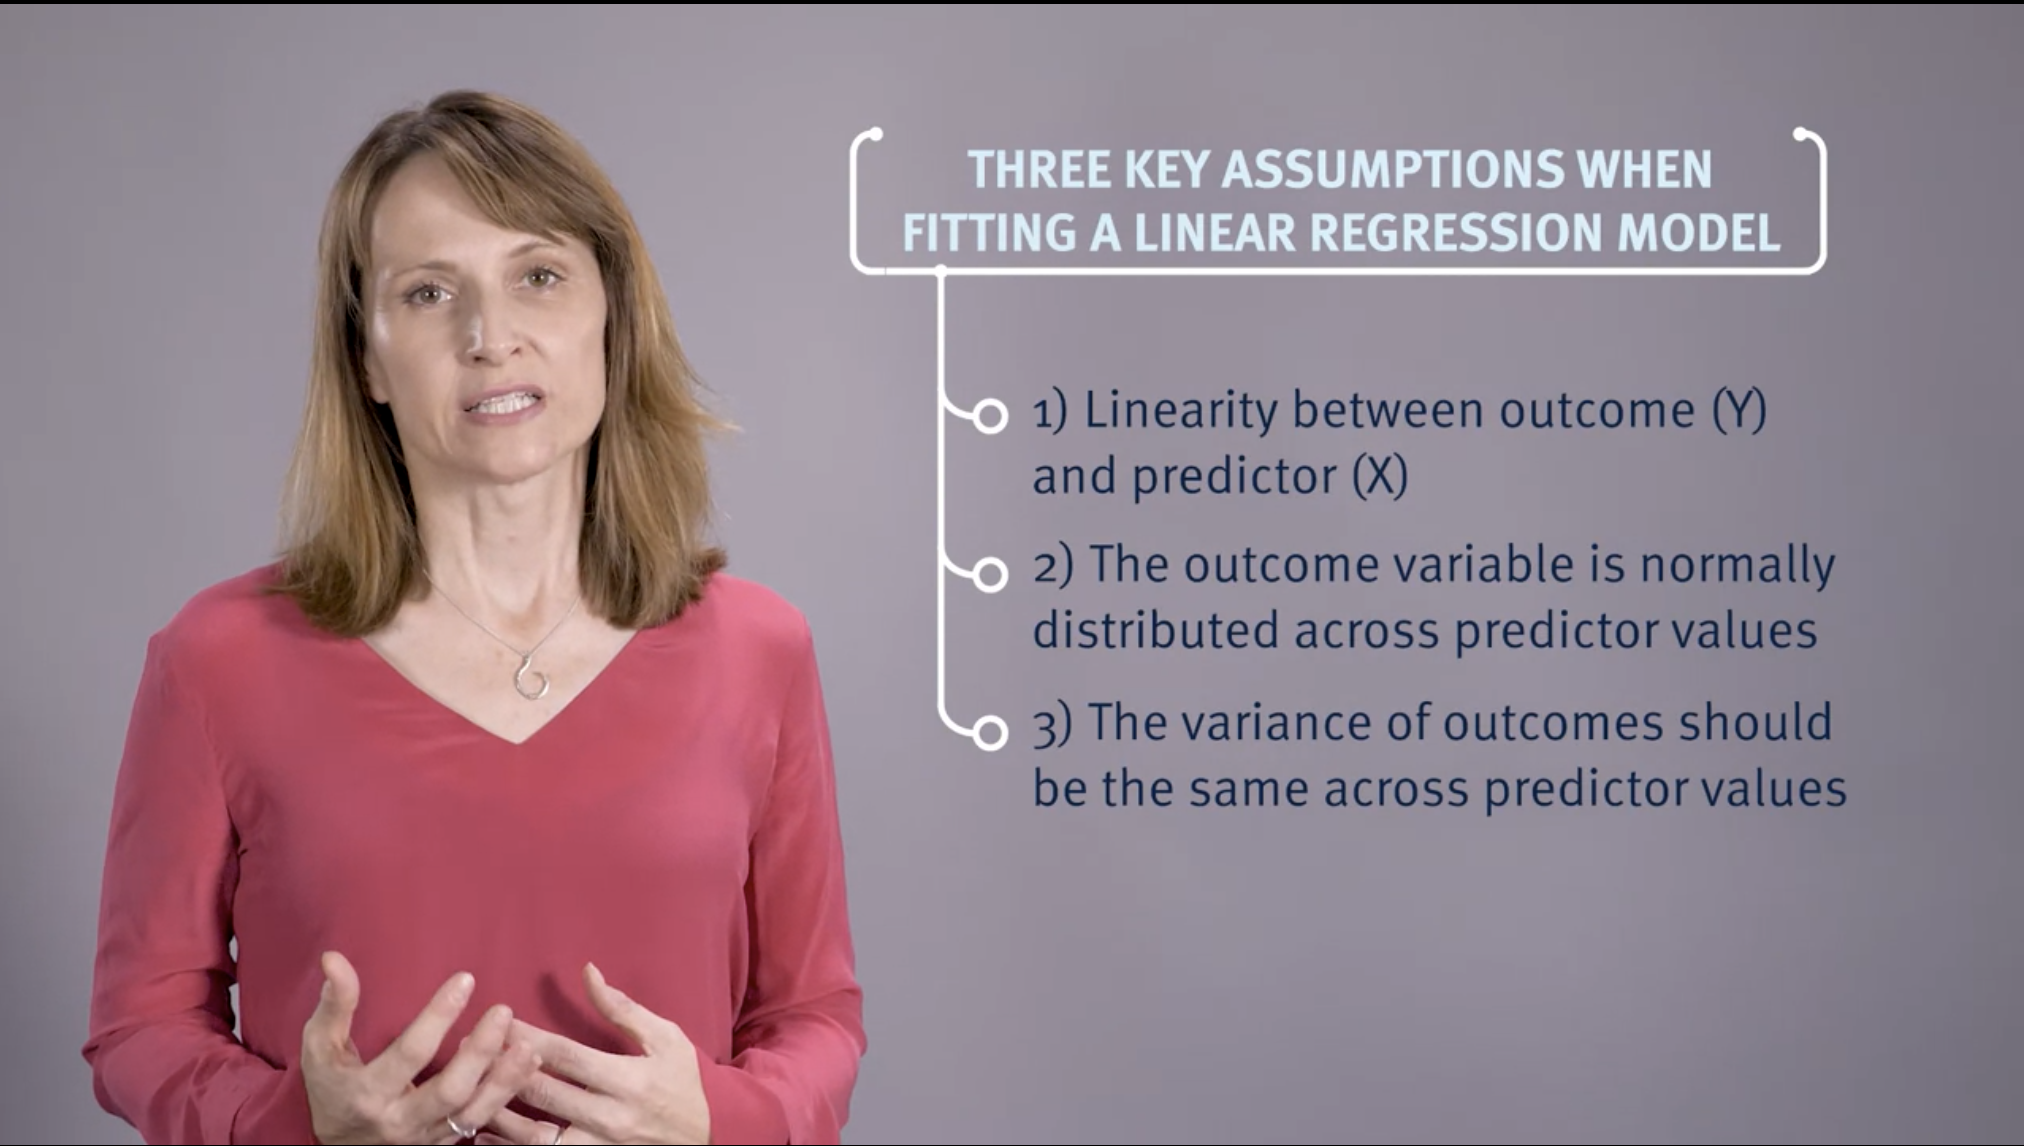 THREE KEY ASSUMPTIONS WHEN
FITTING A LINEAR REGRESSION MODEL
1) Linearity between outcome (Y)
and predictor (X)
2) The outcome variable is normally
distributed across predictor values
3) The variance of outcomes should
be the same across predictor values